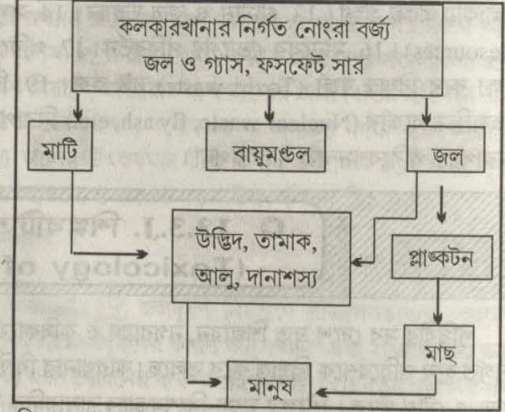 কলকারখানার নির্গত নোংরা বর্জ্য
জল ও গ্যাস, ফসফেট সার
মাটি
বায়ুমণ্ডল
জল
উদ্ভিদ, তামাক,
আলু, দানাশস্য
প্লাঙ্কটন
মাছ
মানুষ